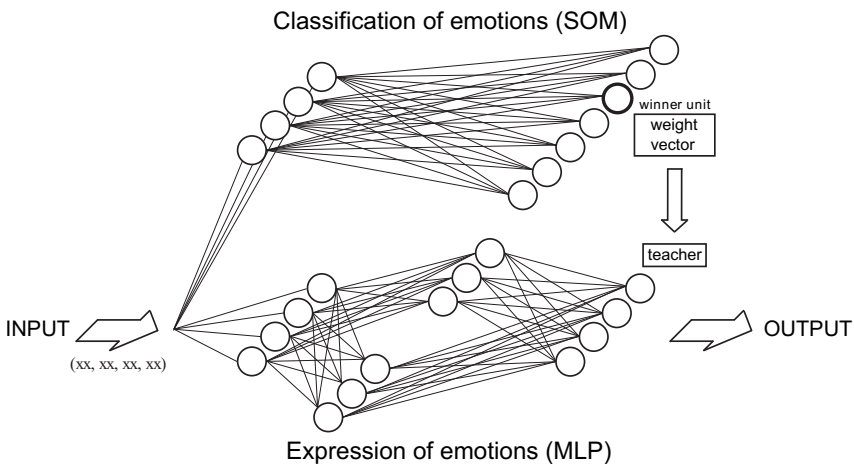 Classification of emotions (SOM)
winner unit
weight
vector
teacher
INPUT
(xx, xx, xx, xx)
OUTPUT
Expression of emotions (MLP)